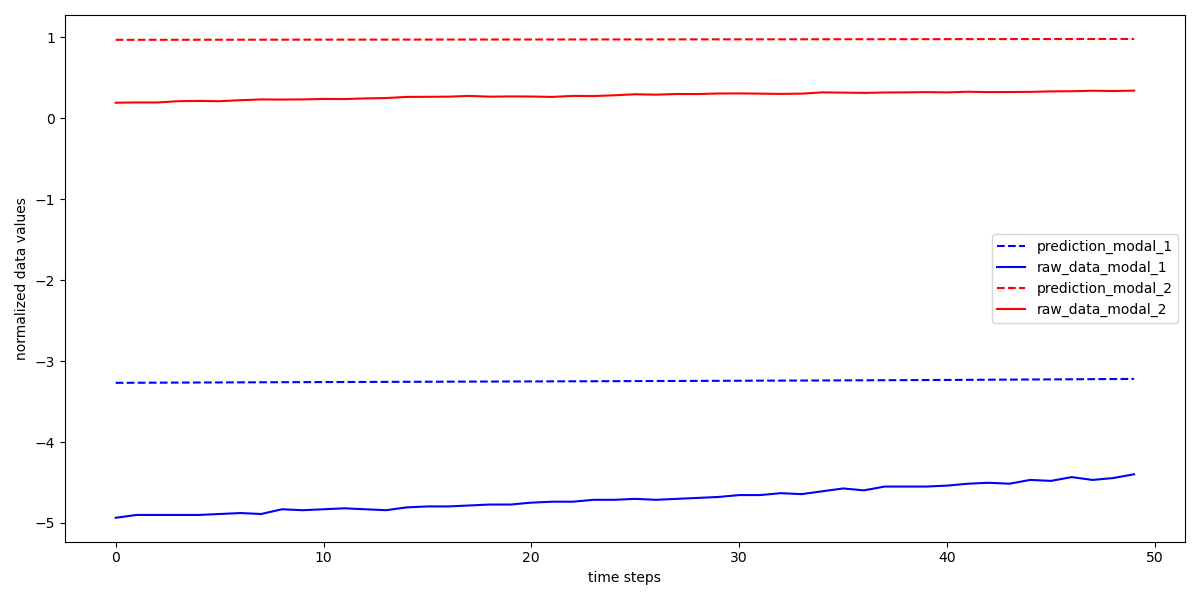 1
0
−1
−2
−3
−4
−5
normalized data values
prediction_modal_1
raw_data_modal_1
prediction_modal_2
raw_data_modal_2
0 10 20 30 40 50
time steps